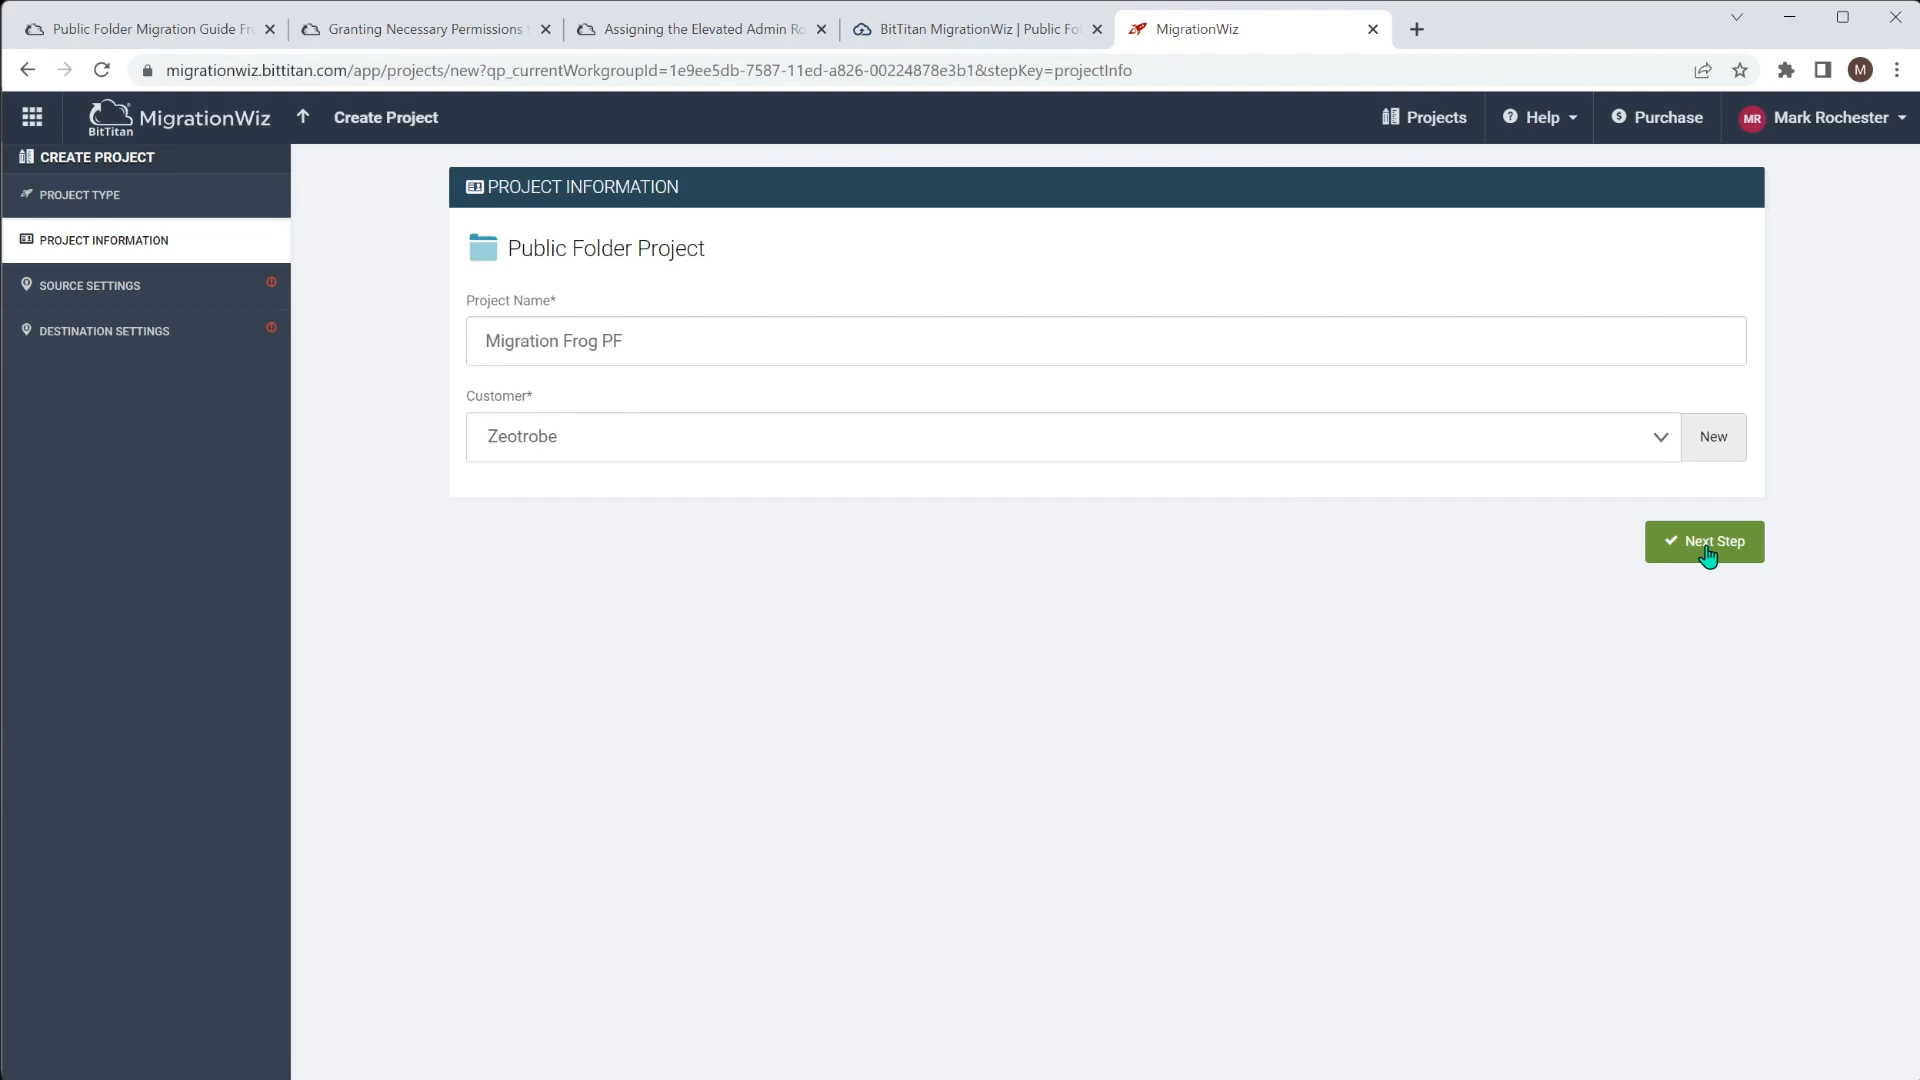 Public Folder Migration Guide Fr
Granting Necessary Permissions
Assigning the Elevated Admin Ro
BitTitan MigrationWiz | Public Fol
MigrationWiz
migrationwiz.bittitan.com/app/projects/new?qp_currentWorkgroupId=1e9ee5db-7587-11ed-a826-00224878e3b1&stepKey=projectInfo
M
BitTitan MigrationWiz
Create Project
Projects
Help
Purchase
MR Mark Rochester
CREATE PROJECT
PROJECT TYPE
PROJECT INFORMATION
SOURCE SETTINGS
DESTINATION SETTINGS
PROJECT INFORMATION
Public Folder Project
Project Name*
Migration Frog PF
Customer*
Zeotrobe
New
Next Step